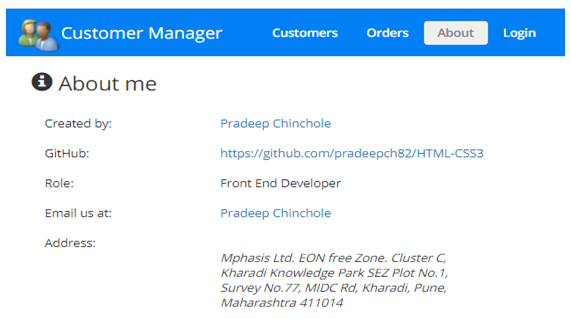 Customer Manager Customers Orders About Login
About me
Created by: Pradeep Chinchole
GitHub: https://github.com/pradeepch82/HTML-CSS3
Role: Front End Developer
Email us at: Pradeep Chinchole
Address:
Mphasis Ltd. EON free Zone. Cluster C,
Kharadi Knowledge Park SEZ Plot No.1,
Survey No.77, MIDC Rd, Kharadi, Pune,
Maharashtra 411014